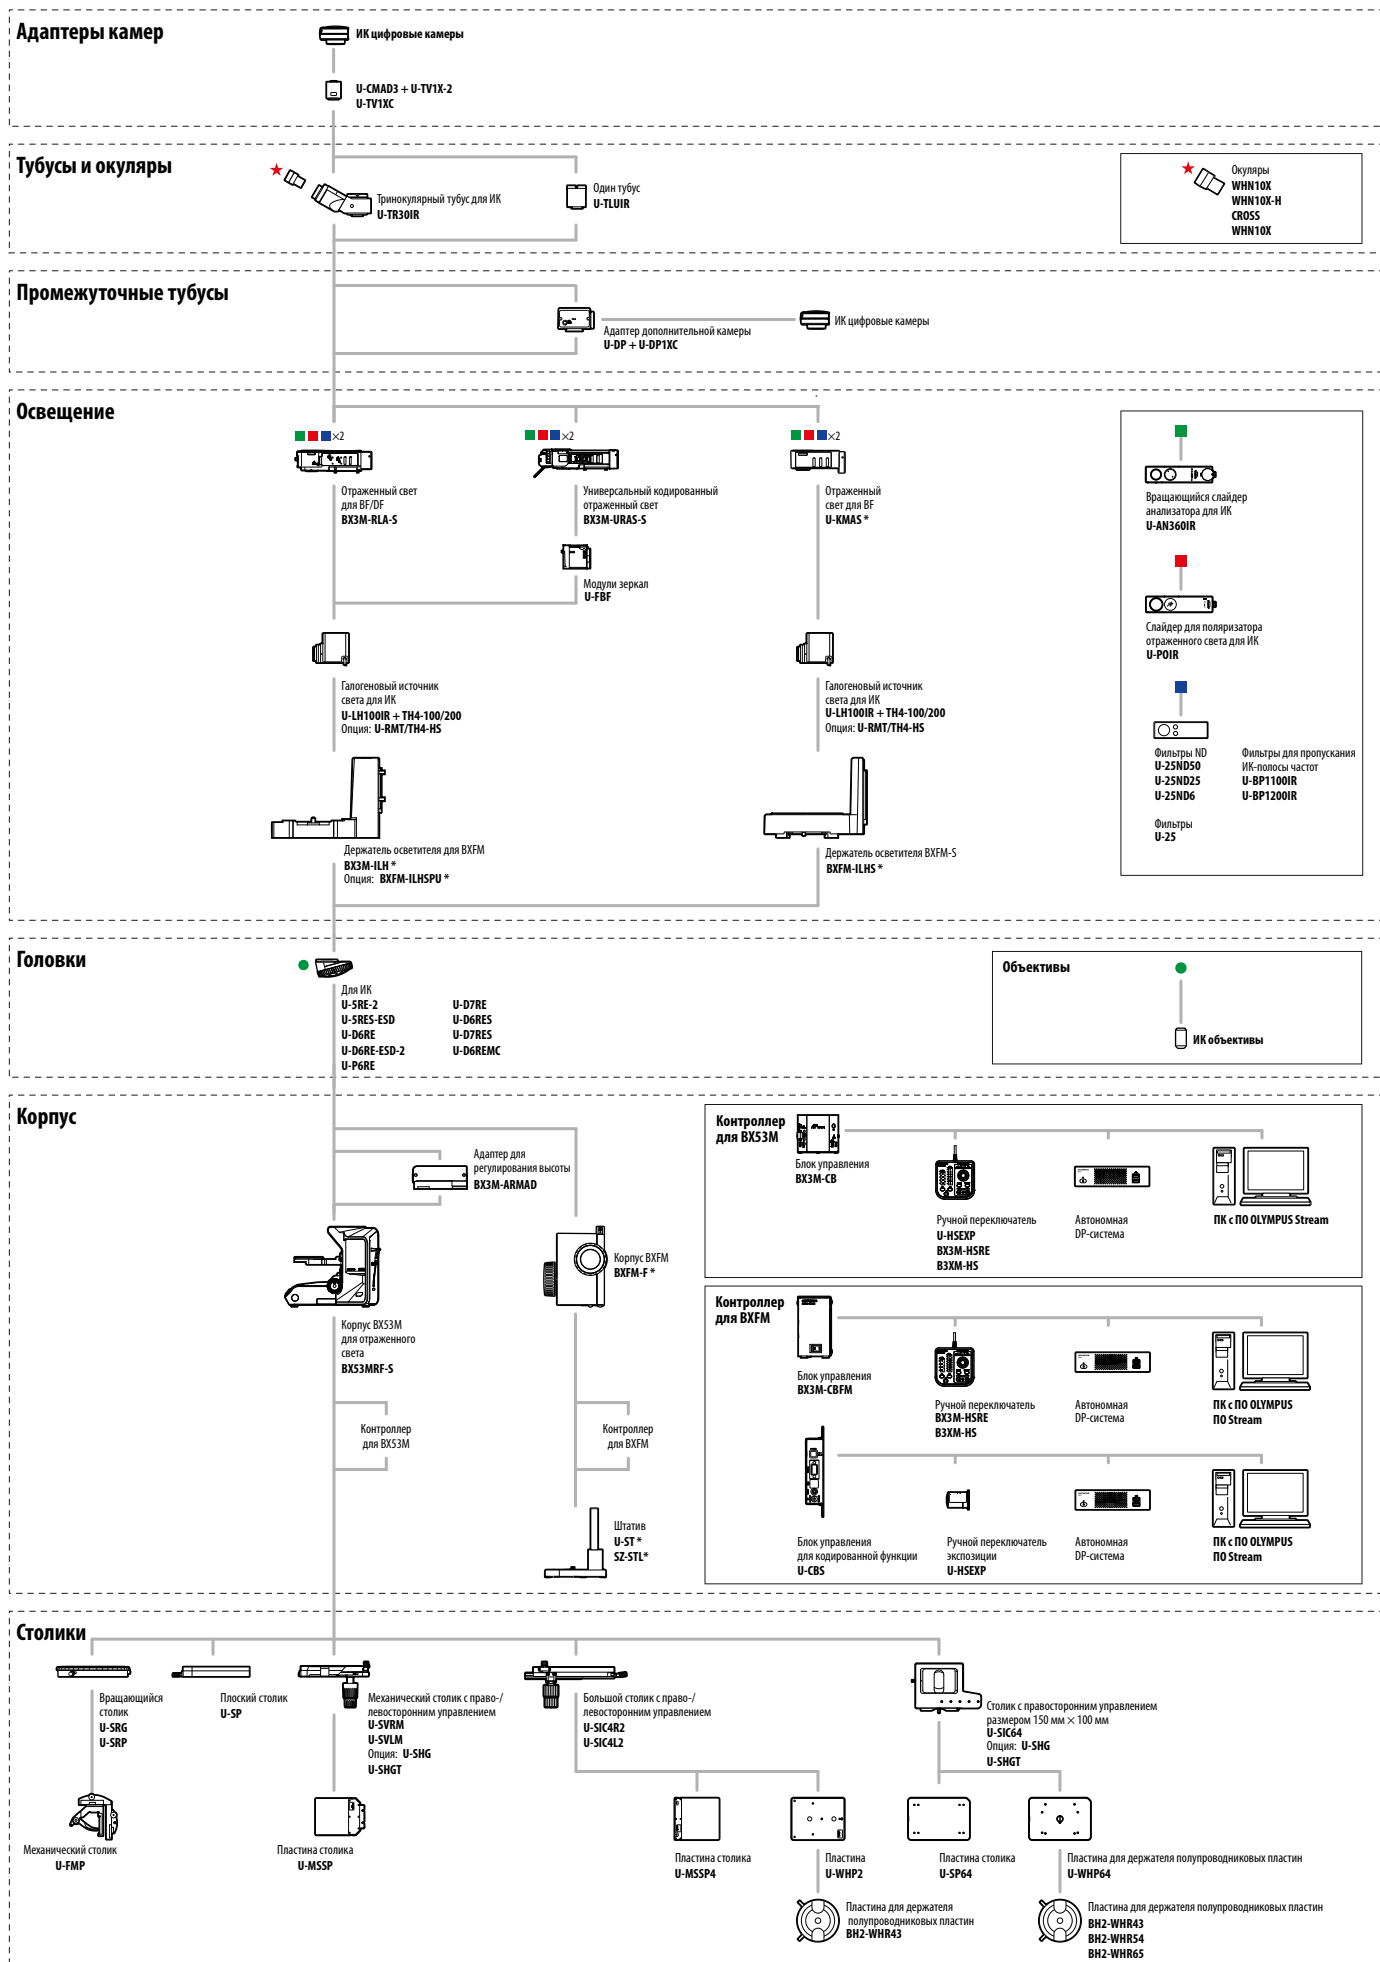 Адаптеры камер
ИК цифровые камеры
U-CMAD3 + U-TV1X-2
U-TV1XC
Тубусы и окуляры
Тринокулярный тубус для ИК
U-TR30IR
Один тубус
U-TLUIR
Окуляры
WHN10X
WHN10X-H
CROSS
WHN10X
Промежуточные тубусы
Адаптер дополнительной камеры
U-DP + U-DP1XC
ИК цифровые камеры
Освещение
×2
×2
×2
Отраженный свет
для BF/DF
BX3M-RLA-S
Универсальный кодированный
отраженный свет
BX3M-URAS-S
Отраженный
свет для BF
U-KMAS *
Модули зеркал
U-FBF
Галогеновый источник
света для ИК
U-LH100IR + TH4-100/200
Опция: U-RMT/TH4-HS
Галогеновый источник
света для ИК
U-LH100IR + TH4-100/200
Опция: U-RMT/TH4-HS
Держатель осветителя для BXFM
BX3M-ILH *
Опция: BXFM-ILHSPU *
Держатель осветителя BXFM-S
BXFM-ILHS *
Вращающийся слайдер
анализатора для ИК
U-AN360IR
Слайдер для поляризатора
отраженного света для ИК
U-POIR
Фильтры ND
U-25ND50
U-25ND25
U-25ND6
Фильтры для пропускания
ИК-полосы частот
U-BP1100IR
U-BP1200IR
Фильтры
U-25
Головки
Для ИК
U-5RE-2
U-5RES-ESD
U-D6RE
U-D6RE-ESD-2
U-P6RE
U-D7RE
U-D6RES
U-D7RES
U-D6REMC
Объективы
ИК объективы
Корпус
Адаптер для
регулирования высоты
BX3M-ARMAD
Корпус BXFM
BXFM-F *
Корпус BX53M
для отраженного
света
BX53MRF-S
Контроллер
для BX53M
Контроллер
для BXFM
Штатив
U-ST *
SZ-STL*
Контроллер
для BX53M
Блок управления
BX3M-CB
Ручной переключатель
U-HSEXP
BX3M-HSRE
B3XM-HS
Автономная
DP-система
ПК с ПО OLYMPUS Stream
Контроллер
для BXFM
Блок управления
BX3M-CBFM
Ручной переключатель
BX3M-HSRE
B3XM-HS
Автономная
DP-система
ПК с ПО OLYMPUS
ПО Stream
Блок управления
для кодированной функции
U-CBS
Ручной переключатель
экспозиции
U-HSEXP
Автономная
DP-система
ПК с ПО OLYMPUS
ПО Stream
Столики
Вращающийся
столик
U-SRG
U-SRP
Плоский столик
U-SP
Механический столик с право-/
левосторонним управлением
U-SVRM
U-SVLM
Опция: U-SHG
U-SHGT
Большой столик с право-/
левосторонним управлением
U-SIC4R2
U-SIC4L2
Столик с правосторонним управлением
размером 150 мм × 100 мм
U-SIC64
Опция: U-SHG
U-SHGT
Механический столик
U-FMP
Пластина столика
U-MSSP
Пластина столика
U-MSSP4
Пластина
U-WHP2
Пластина столика
U-SP64
Пластина для держателя полупроводниковых пластин
U-WHP64
Пластина для держателя
полупроводниковых пластин
BH2-WHR43
Пластина для держателя полупроводниковых пластин
BH2-WHR43
BH2-WHR54
BH2-WHR65